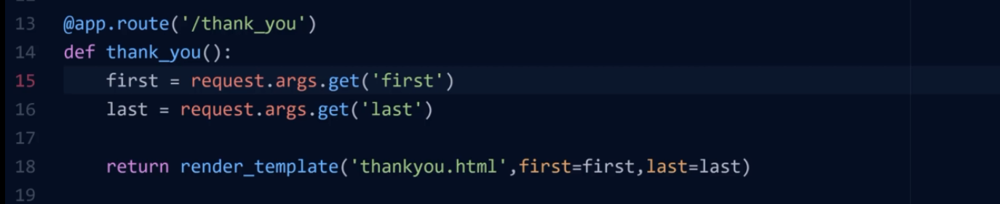 13 @app.route('/thank_you')
14 def thank_you():
15     first = request.args.get('first')
16     last = request.args.get('last')
17
18     return render_template('thankyou.html',first=first,last=last)
19